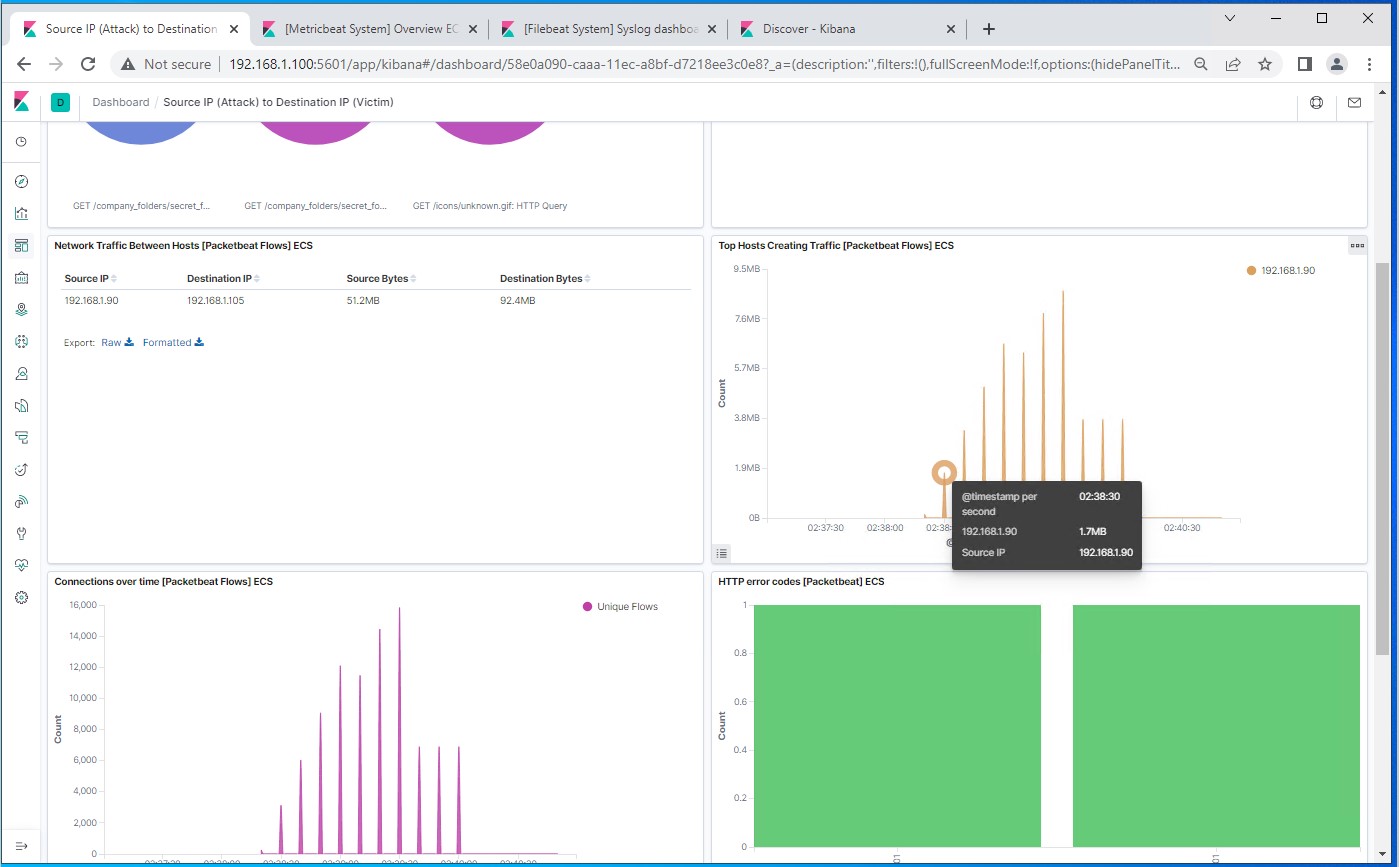 Source IP (Attack) to Destination
[Metricbeat System] Overview EC
[Filebeat System] Syslog dashboa
Discover - Kibana
Not secure
192.168.1.100:5601/app/kibana#/dashboard/58e0a090-caaa-11ec-a8bf-d7218ee3c0e8?_a=(description:'',filters:!(),fullScreenMode:!f,options:(hidePanelTit...
D
Dashboard / Source IP (Attack) to Destination IP (Victim)
GET /company_folders/secret_f...
GET /company_folders/secret_fo...
GET /icons/unknown.gif: HTTP Query
Network Traffic Between Hosts [Packetbeat Flows] ECS
Source IP Destination IP Source Bytes Destination Bytes
192.168.1.90 192.168.1.105 51.2MB 92.4MB
Export: Raw Formatted
Top Hosts Creating Traffic [Packetbeat Flows] ECS
192.168.1.90
9.5MB
7.6MB
5.7MB
3.8MB
1.9MB
0B
Count
02:37:30 02:38:00 02:38: 02:40:30
@
@timestamp per second 02:38:30
192.168.1.90 1.7MB
Source IP 192.168.1.90
Connections over time [Packetbeat Flows] ECS
Unique Flows
16,000
14,000
12,000
10,000
8,000
6,000
4,000
2,000
0
Count
HTTP error codes [Packetbeat] ECS
1
0.8
0.6
0.4
0.2
0
Count